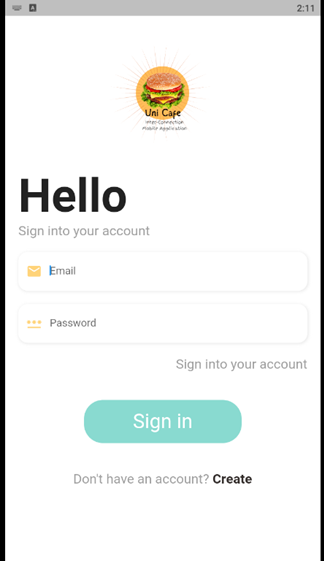 A
2:11
Uni Cafe
Inter-Connection
Mobile Application
Hello
Sign into your account
Email
Password
Sign into your account
Sign in
Don't have an account? Create